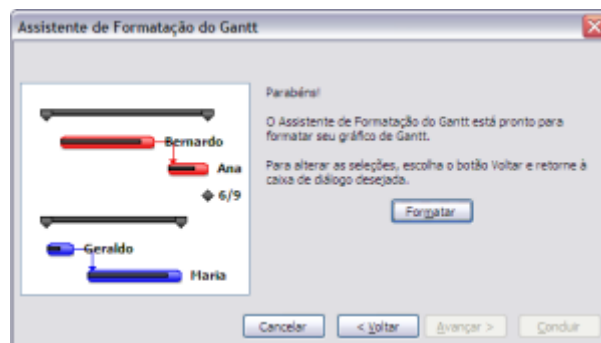 Assistente de Formatação do Gantt
Parabéns!
O Assistente de Formatação do Gantt está pronto para
formatar seu gráfico de Gantt.
Para alterar as seleções, escolha o botão Voltar e retorne à
caixa de diálogo desejada.
Formatar
Bernardo
Ana
6/9
Geraldo
Maria
Cancelar
< Voltar
Avançar >
Concluir